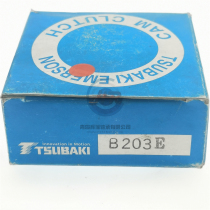 TSUBAKI-EMERSON
CAM CLUTCH
Innovation in Motion
TSUBAKI
B203E